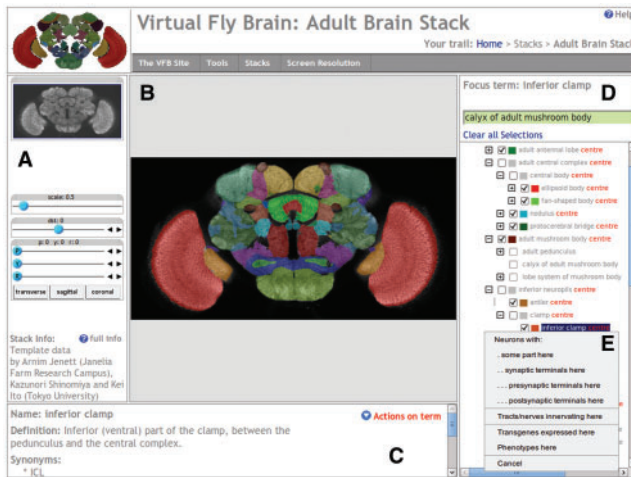 Virtual Fly Brain: Adult Brain Stack
Help
Your trail: Home > Stacks > Adult Brain Stack
The VFB Site Tools Stacks Screen Resolution
A
scale: 0.5
dst: 0
p: 0 y: 0 r: 0
transverse sagittal coronal
Stack Info: full info
Template data
by Arnim Jenett (Janelia
Farm Research Campus),
Kazunori Shinomiya and Kei
Ito (Tokyo University)
B
Focus term: inferior clamp
D
calyx of adult mushroom body
Clear all Selections
adult antennal lobe centre
adult central complex centre
central body centre
ellipsoid body centre
fan-shaped body centre
nodulus centre
protocerebral bridge centre
adult mushroom body centre
adult pedunculus
calyx of adult mushroom body
lobe system of mushroom body
inferior neuropils centre
antler centre
clamp centre
inferior clamp centre
E
Neurons with:
. some part here
. . synaptic terminals here
. . . presynaptic terminals here
. . . postsynaptic terminals here
Tracts/nerves innervating here
Transgenes expressed here
Phenotypes here
Cancel
Name: inferior clamp
Actions on term
Definition: Inferior (ventral) part of the clamp, between the
pedunculus and the central complex.
Synonyms:
* ICL
C